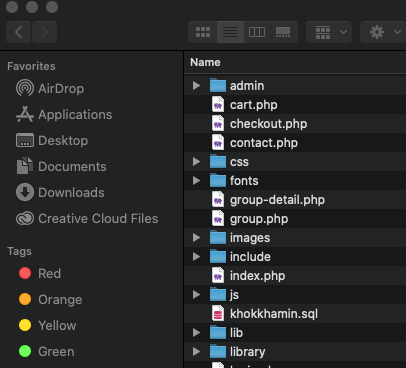 Favorites
AirDrop
Applications
Desktop
Documents
Downloads
Creative Cloud Files
Tags
Red
Orange
Yellow
Green
Name
admin
cart.php
checkout.php
contact.php
css
fonts
group-detail.php
group.php
images
include
index.php
js
khokkhamin.sql
lib
library